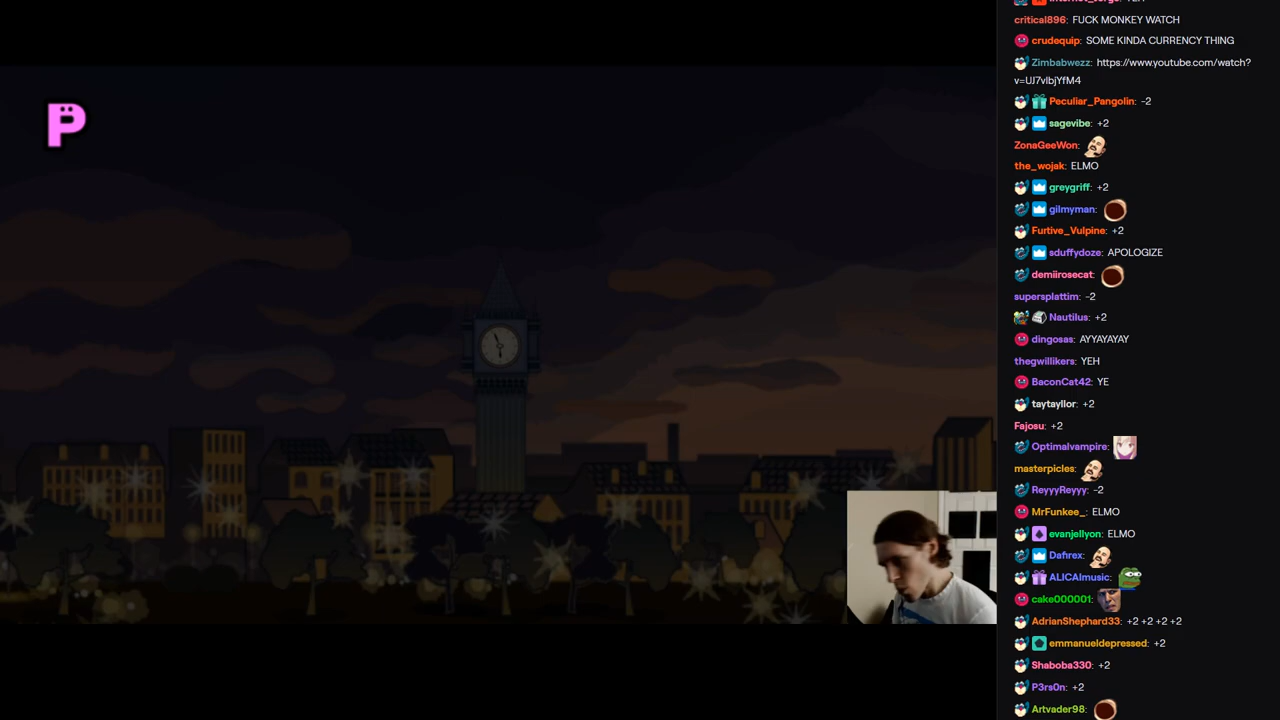 P
critical896: FUCK MONKEY WATCH
crudequip: SOME KINDA CURRENCY THING
Zimbabwezz: https://www.youtube.com/watch?
v=UJ7vlbjYfM4
Peculiar_Pangolin: -2
sagevibe: +2
ZonaGeeWon:
the_wojak: ELMO
greygriff: +2
gilmyman:
Furtive_Vulpine: +2
sduffydoze: APOLOGIZE
demiirosecat:
supersplattim: -2
Nautilus: +2
dingosas: AYYAYAYAY
thegwillikers: YEH
BaconCat42: YE
taytayllor: +2
Fajosu: +2
Optimalvampire:
masterpicles:
ReyyyReyyy: -2
MrFunkee_: ELMO
evanjellyon: ELMO
Dafirex:
ALICAImusic:
cake000001:
AdrianShephard33: +2 +2 +2 +2
emmanueldepressed: +2
Shaboba330: +2
P3rs0n: +2
Artvader98: